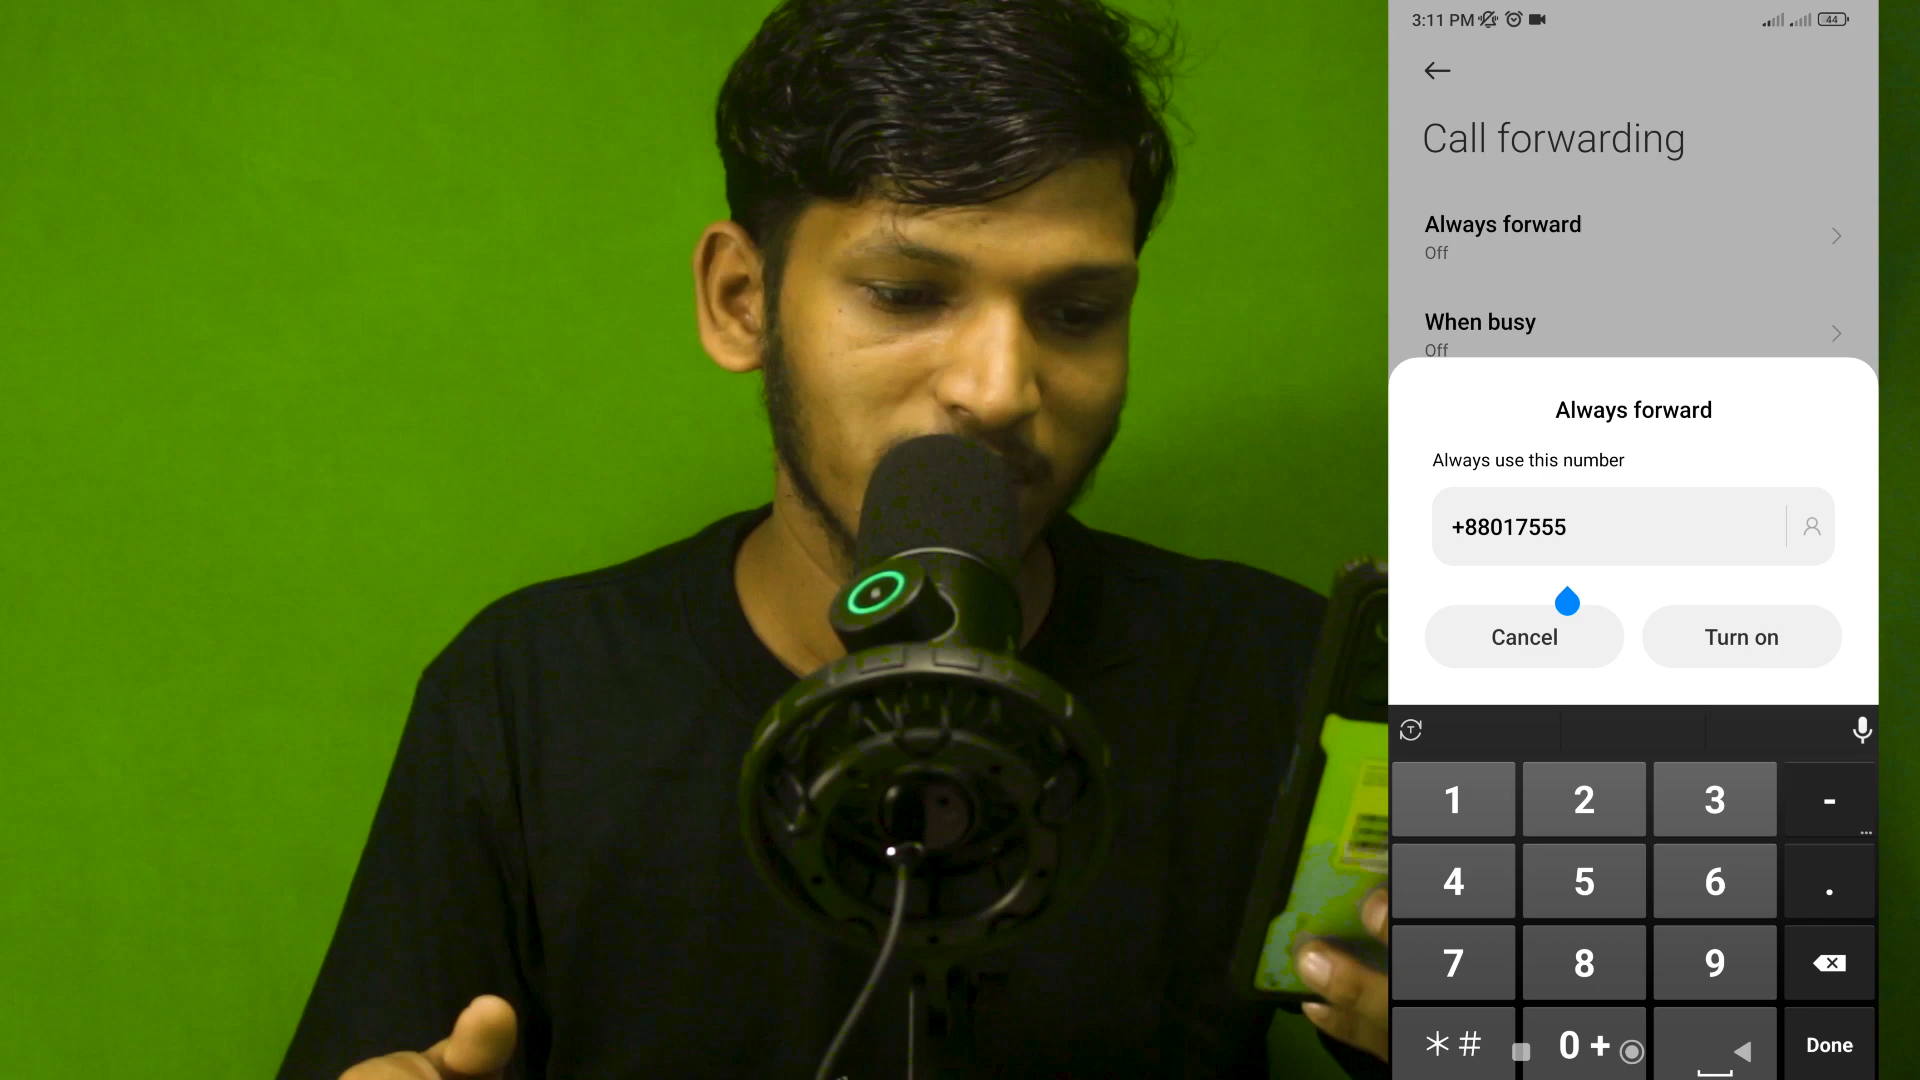 3:11 PM
44
Call forwarding
Always forward
Off
When busy
Off
Always forward
Always use this number
+88017555
Cancel
Turn on
T
1 2 3 -
...
4 5 6 .
7 8 9
*# 0 + Done